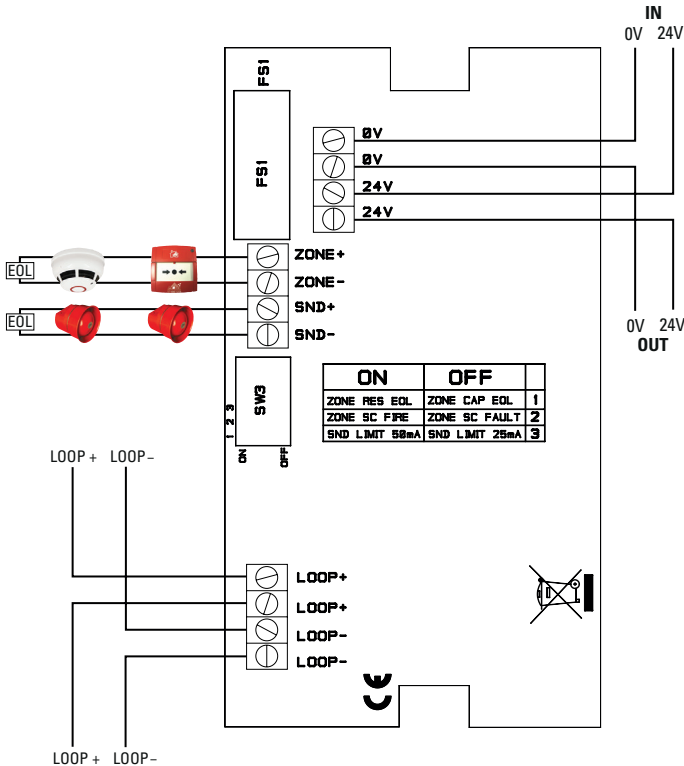 IN
0V 24V
FS1
FS1
0V
0V
24V
24V
ZONE+
ZONE-
SND+
SND-
EOL
EOL
0V 24V
OUT
SW3
1 2 3
ON OFF
ON OFF
ZONE RES EOL ZONE CAP EOL 1
ZONE SC FIRE ZONE SC FAULT 2
SND LIMIT 50mA SND LIMIT 25mA 3
LOOP + LOOP–
LOOP+
LOOP+
LOOP-
LOOP-
CE
LOOP + LOOP–